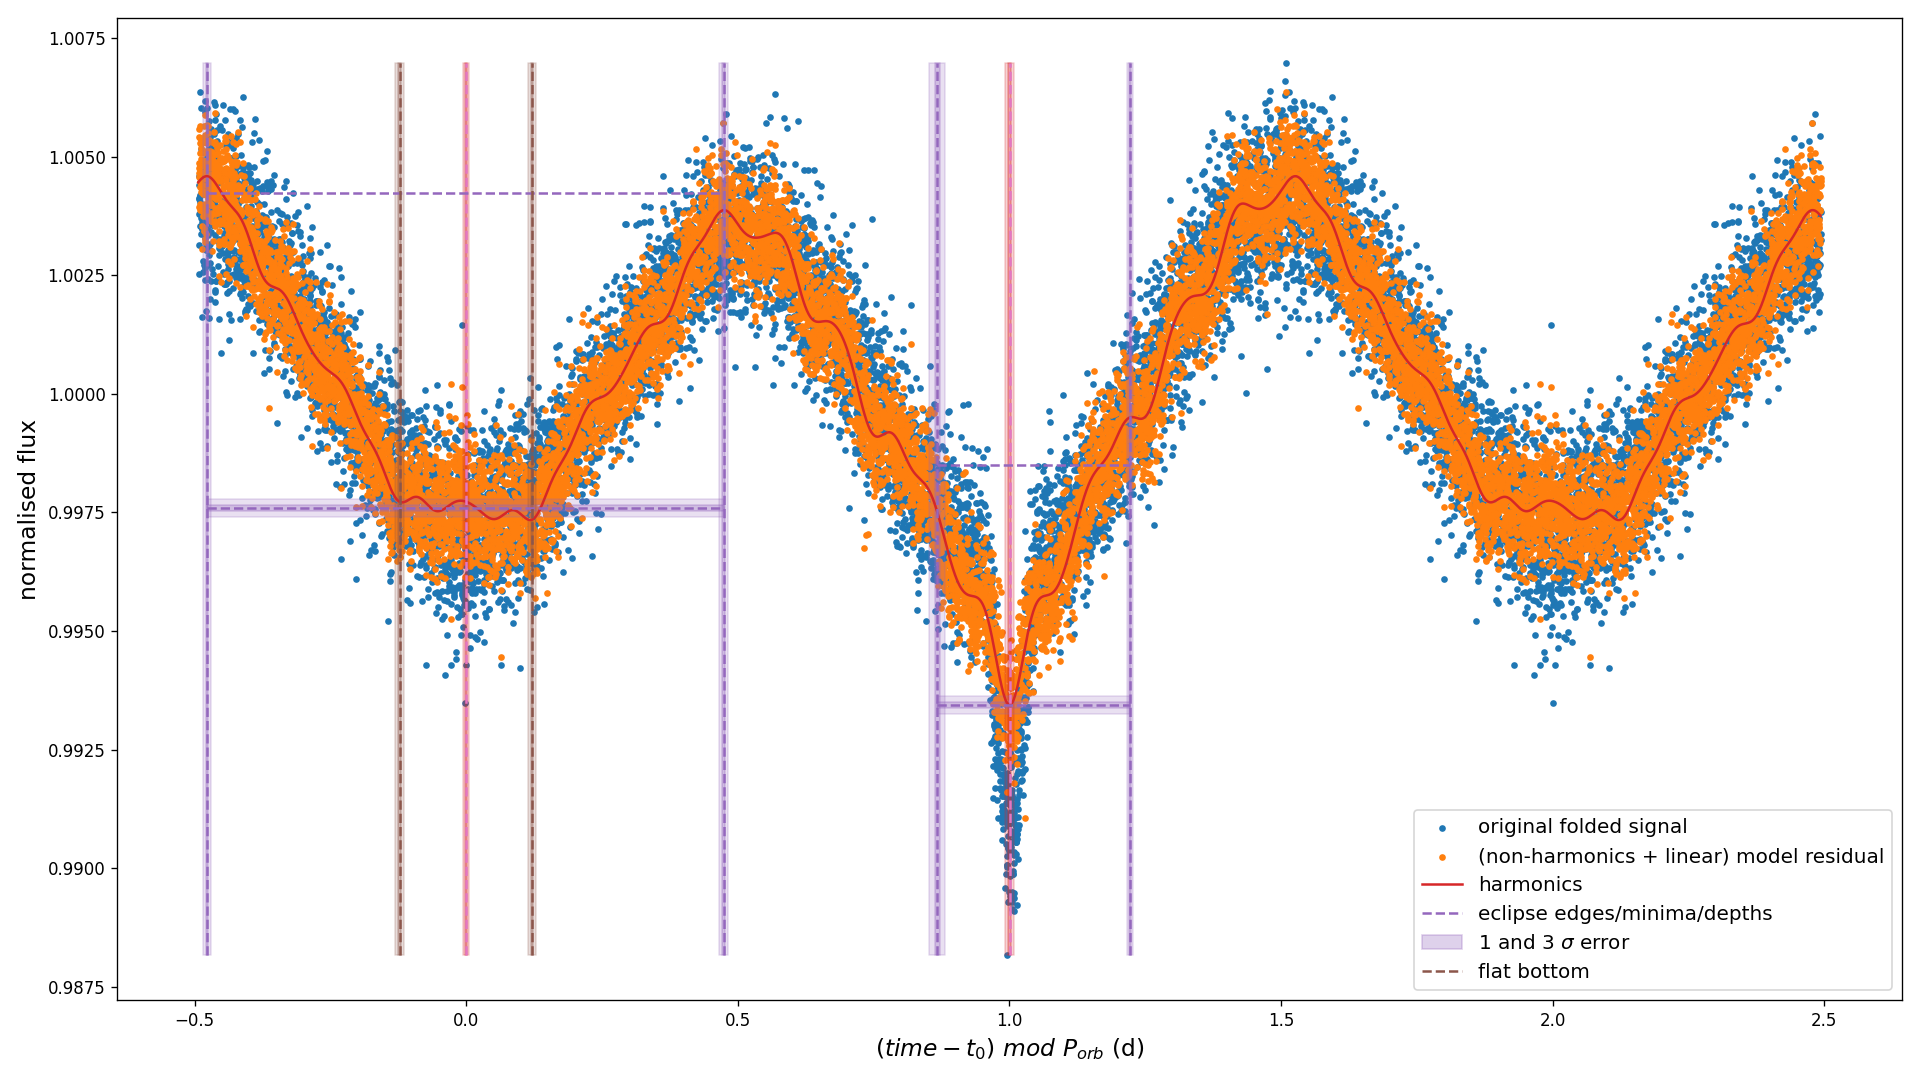 1.0075
1.0050
1.0025
1.0000
0.9975
0.9950
0.9925
0.9900
0.9875
normalised flux
−0.5 0.0 0.5 1.0 1.5 2.0 2.5
(time − t₀) mod Pₒᵣb (d)
original folded signal
(non-harmonics + linear) model residual
harmonics
eclipse edges/minima/depths
1 and 3 σ error
flat bottom